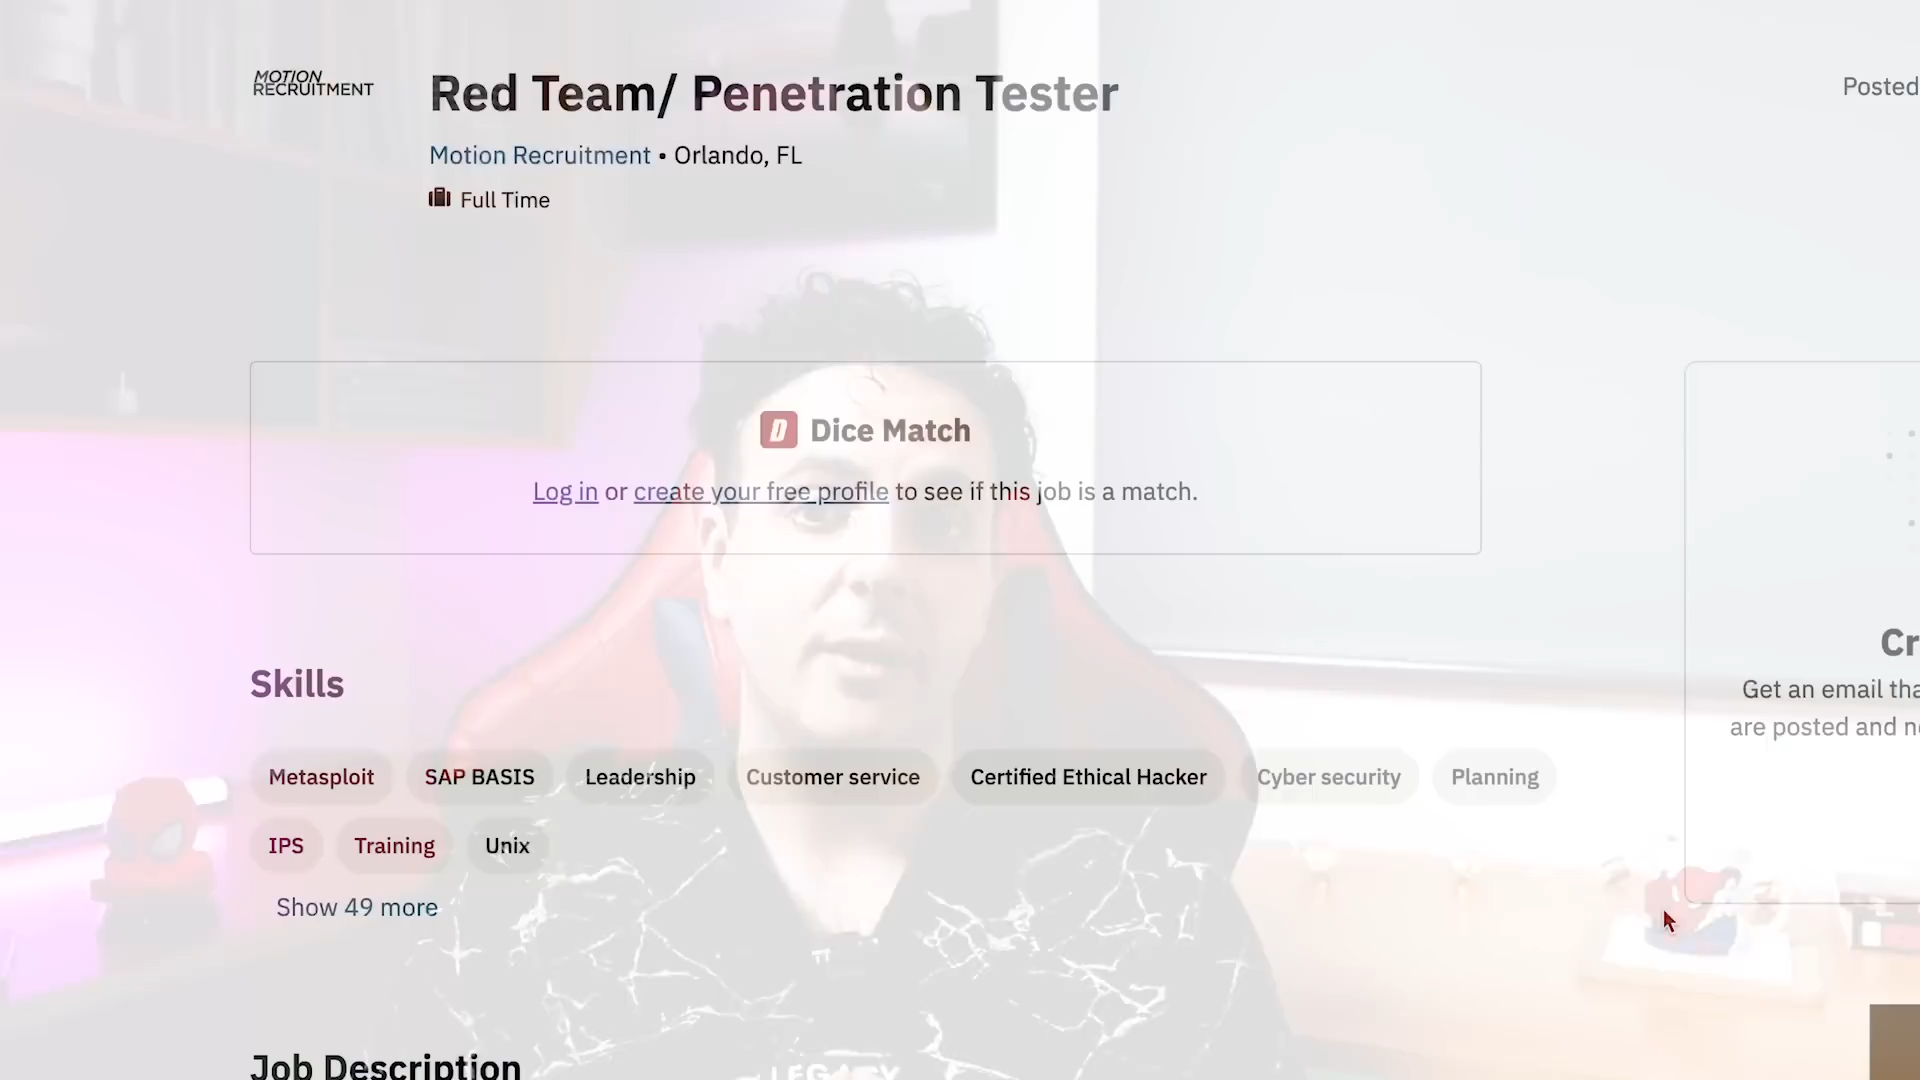 MOTION
RECRUITMENT
Red Team/ Penetration Tester
Posted
Motion Recruitment • Orlando, FL
Full Time
Dice Match
Log in or create your free profile to see if this job is a match.
Cr
Get an email tha
are posted and n
Skills
Metasploit
SAP BASIS
Leadership
Customer service
Certified Ethical Hacker
Cyber security
Planning
IPS
Training
Unix
Show 49 more
Job Description
LEGACY